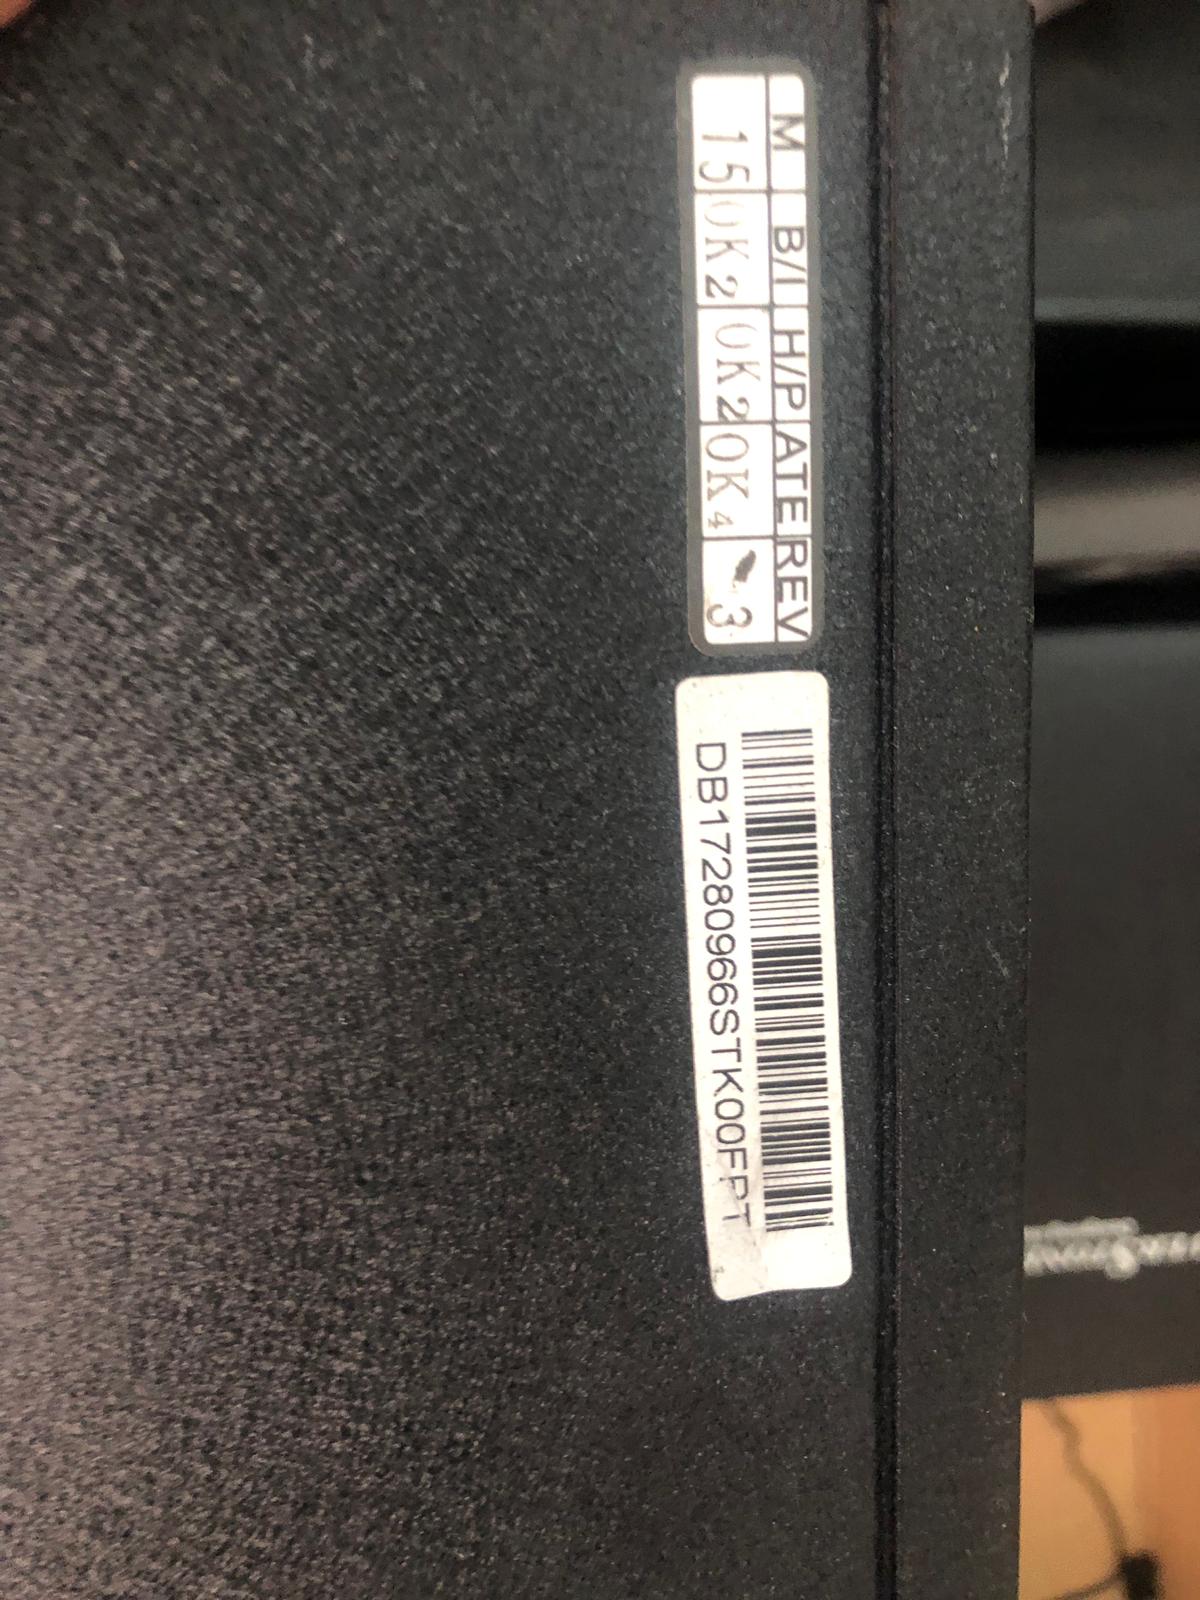 M B/I H/P ATE REV
15 OK2 OK2 OK4 3
DB17280966STK00FPT